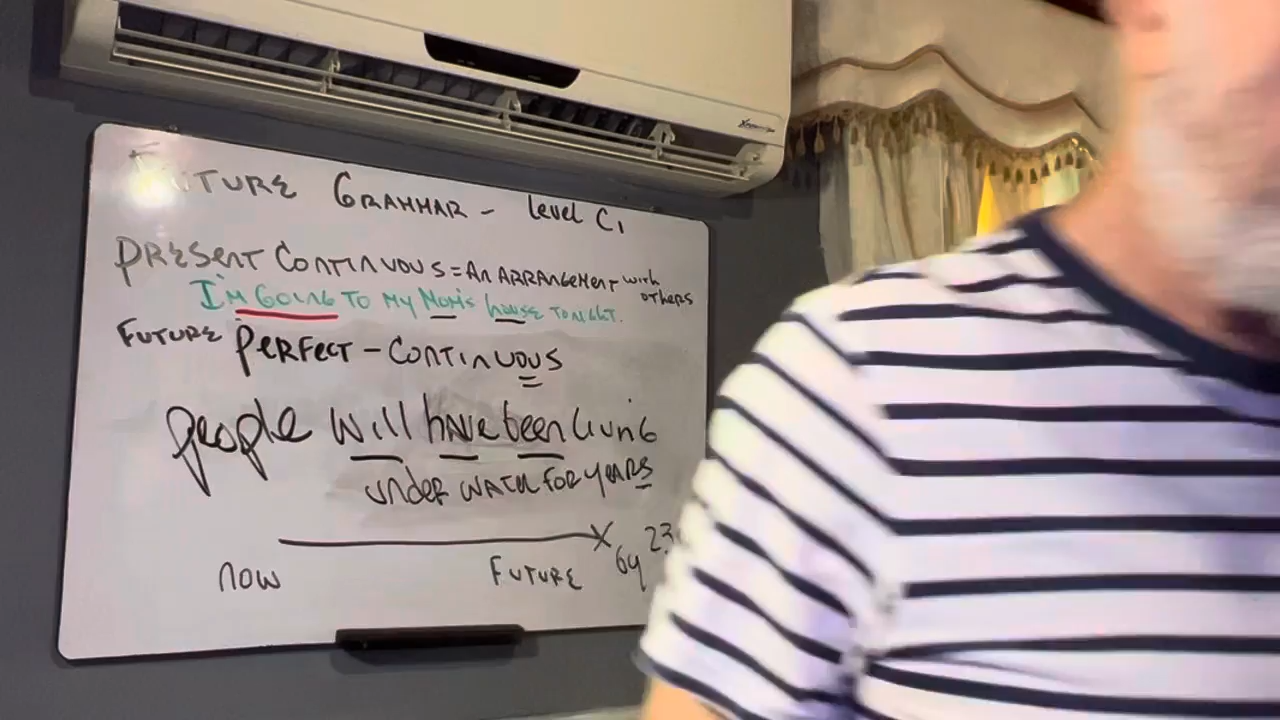 FUTURE GRAMMAR - Level C1
PRESENT CONTINUOUS = AN ARRANGEMENT with others
I'M GOING TO MY MOM'S house TONIGHT.
FUTURE PERFECT - CONTINUOUS
people will have been living
under WATER FOR YEARS
now FUTURE by 23